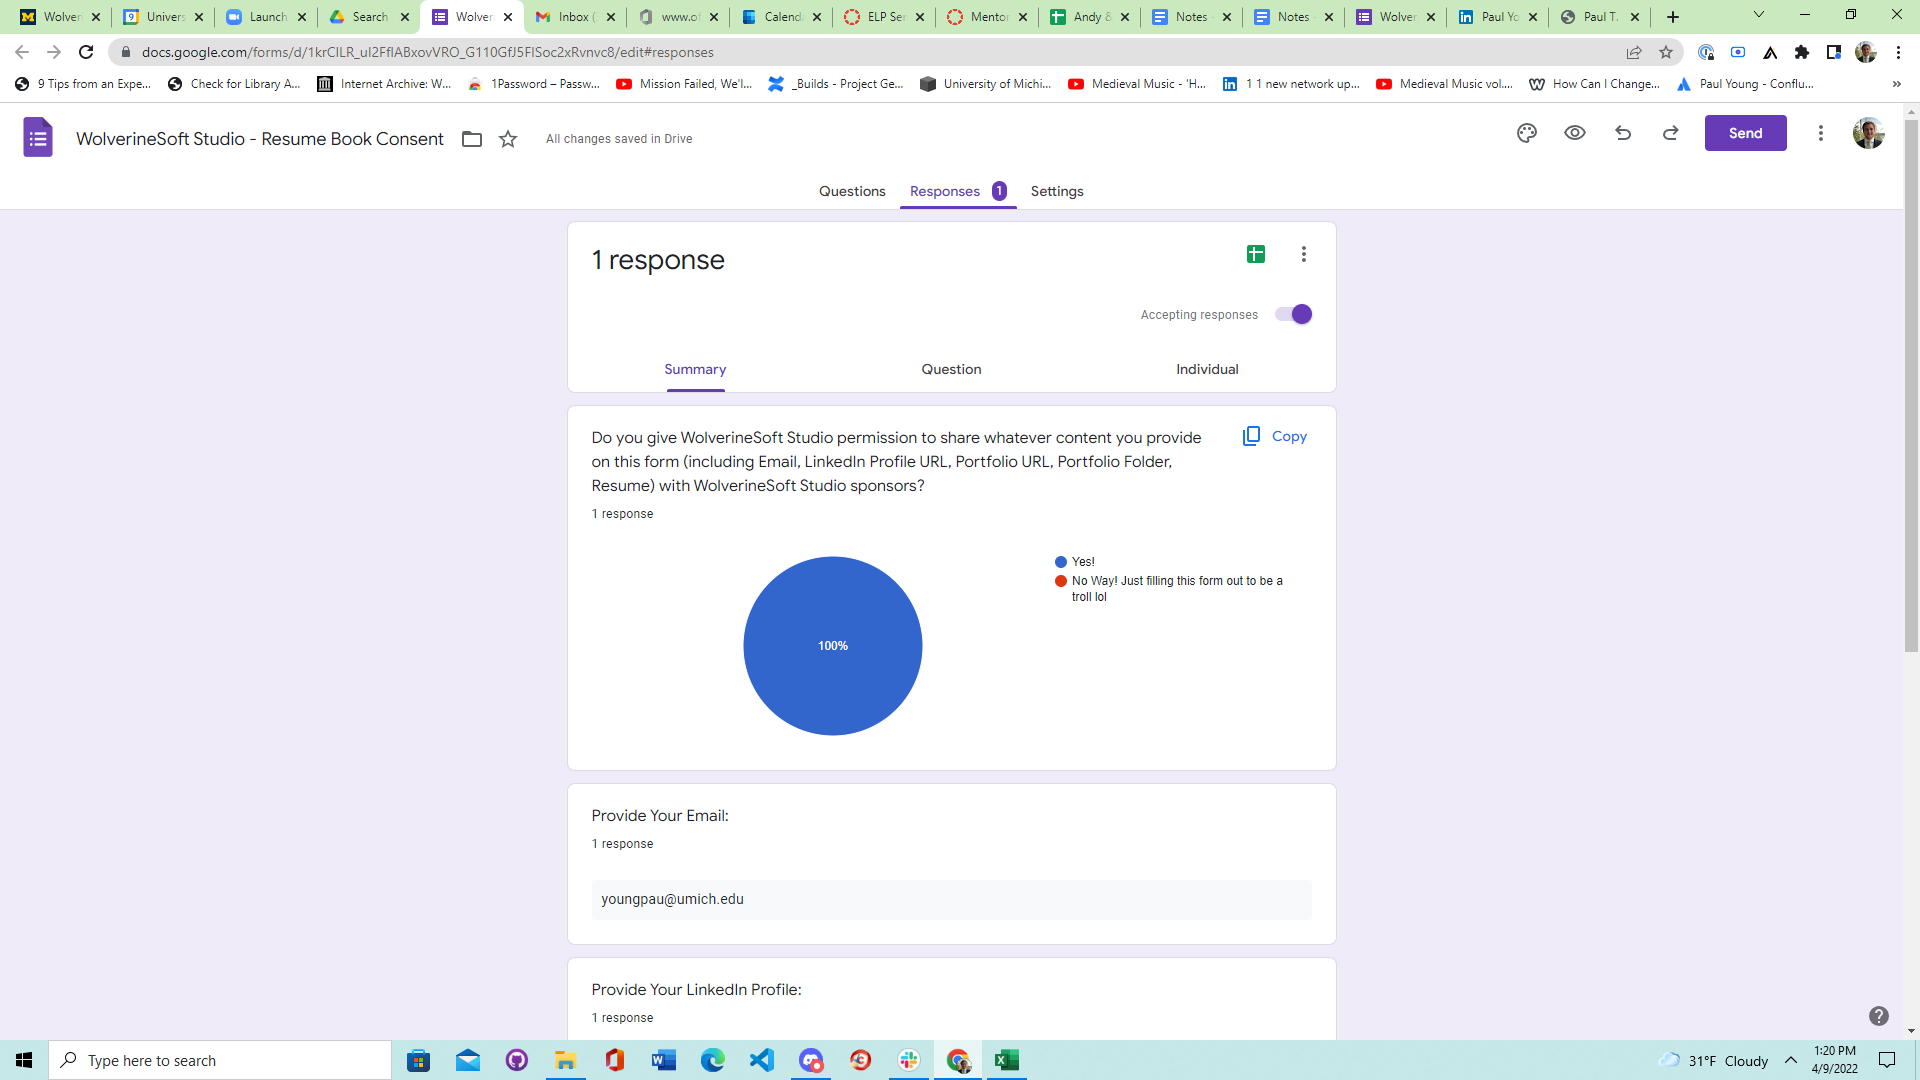 Wolver
Univers
Launch
Search
Wolver
Inbox (
www.of
Calenda
ELP Ser
Mentor
Andy &
Notes -
Notes -
Wolver
Paul Yo
Paul T.
docs.google.com/forms/d/1krCILR_uI2FfIABxovVRO_G110GfJ5FISoc2xRvnvc8/edit#responses
9 Tips from an Expe...
Check for Library A...
Internet Archive: W...
1Password – Passw...
Mission Failed, We'l...
_Builds - Project Ge...
University of Michi...
Medieval Music - 'H...
1 1 new network up...
Medieval Music vol....
How Can I Change...
Paul Young - Conflu...
»
WolverineSoft Studio - Resume Book Consent
All changes saved in Drive
Send
Questions
Responses 1
Settings
1 response
Accepting responses
Summary
Question
Individual
Do you give WolverineSoft Studio permission to share whatever content you provide
on this form (including Email, LinkedIn Profile URL, Portfolio URL, Portfolio Folder,
Resume) with WolverineSoft Studio sponsors?
Copy
1 response
Yes!
No Way! Just filling this form out to be a
troll lol
100%
Provide Your Email:
1 response
youngpau@umich.edu
Provide Your LinkedIn Profile:
1 response
Type here to search
31°F Cloudy
1:20 PM
4/9/2022